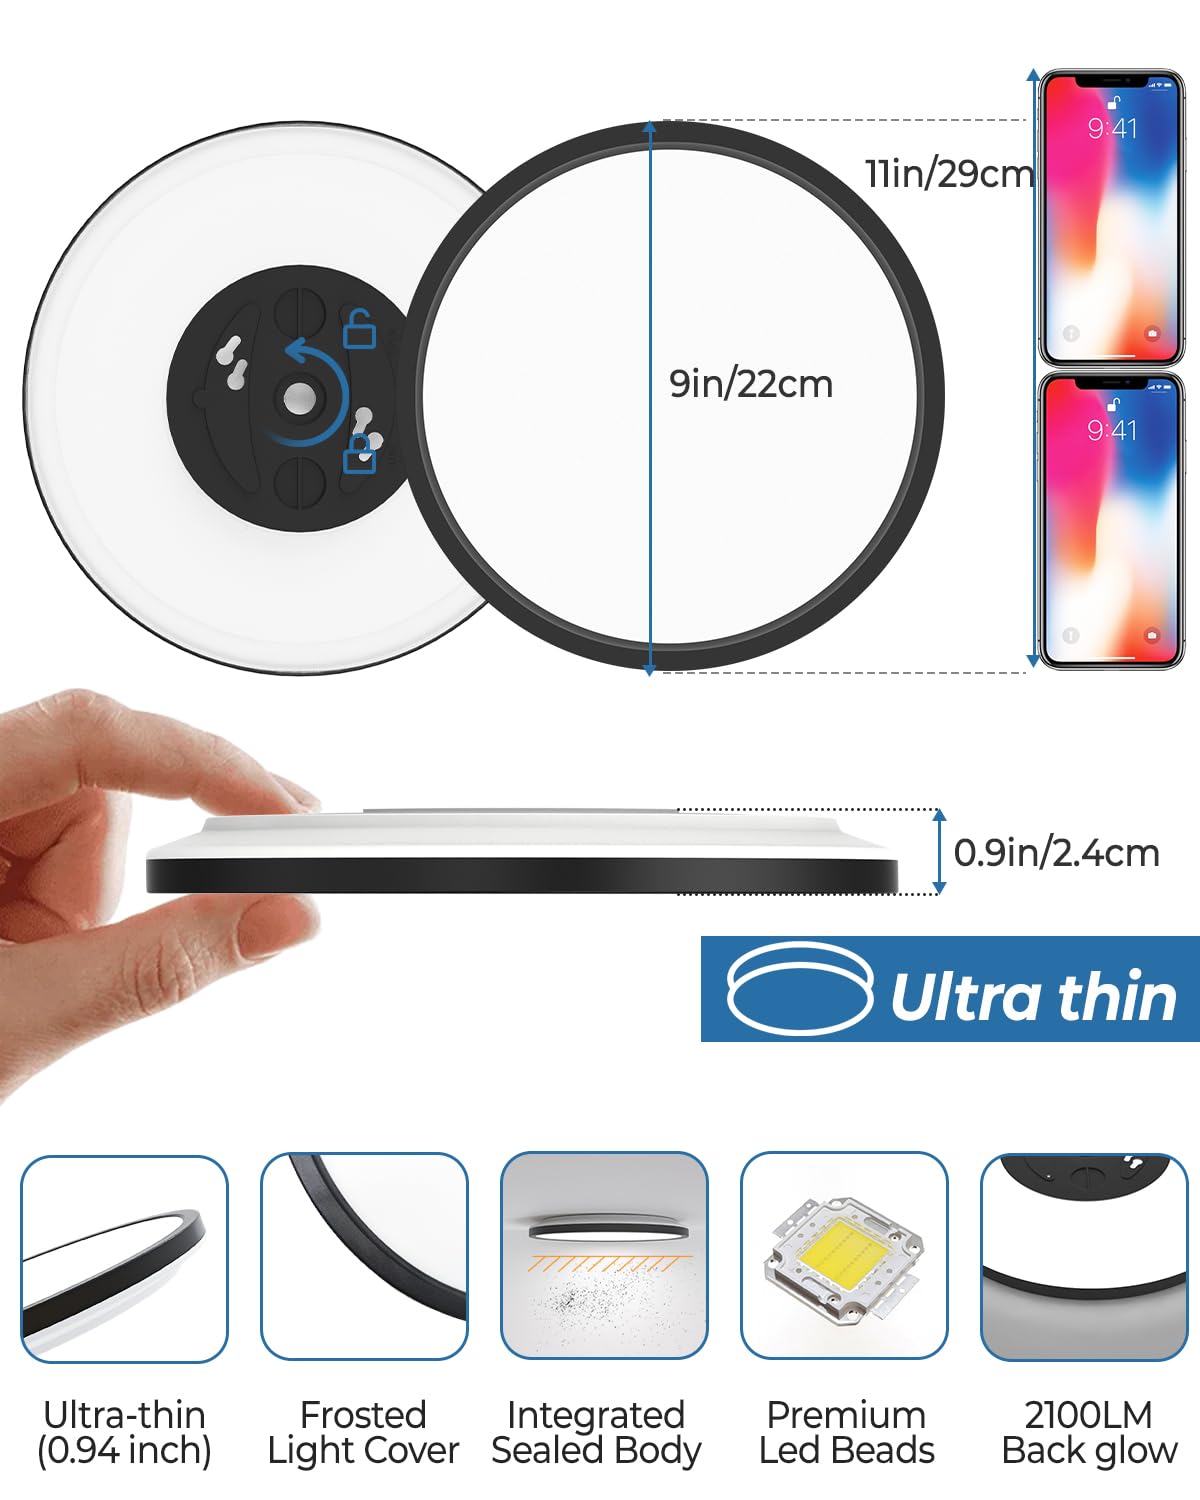 11in/29cm
9:41
9in/22cm
9:41
0.9in/2.4cm
Ultra thin
Ultra-thin
(0.94 inch)
Frosted
Light Cover
Integrated
Sealed Body
Premium
Led Beads
2100LM
Back glow